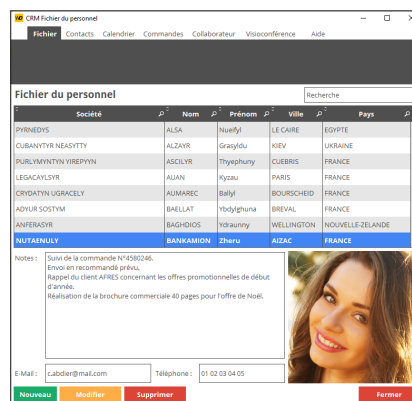 CRM Fichier du personnel
Fichier Contacts Calendrier Commandes Collaborateur Visioconférence Aide
Fichier du personnel Recherche
Société Nom Prénom Ville Pays
PYRNEDYS ALSA Nueifyl LE CAIRE EGYPTE
CUBANYTYR NEASYTTY ALZAYR Grasyldu KIEV UKRAINE
PURLYMYNTYN YIREPYYN ASCILYR Thyephuny CUEBRIS FRANCE
LEGACAYLSYR AUAN Kyzau PARIS FRANCE
CRYDATYN UGRACELY AUMAREC Ballyl BOURSCHEID FRANCE
ADYUR SOSTYM BAELLAT Ybdylghuna BREVAL FRANCE
ANFERASYR BAGHDIOS Ydraunny WELLINGTON NOUVELLE-ZELANDE
NUTAENULY BANKAMION Zheru AIZAC FRANCE
Notes : Suivi de la commande N°4580246.
Envoi en recommandé prévu.
Rappel du client AFRES concernant les offres promotionnelles de début
d'année.
Réalisation de la brochure commerciale 40 pages pour l'offre de Noël.
E-Mail : c.abdier@mail.com Téléphone : 01 02 03 04 05
Nouveau Modifier Supprimer Fermer